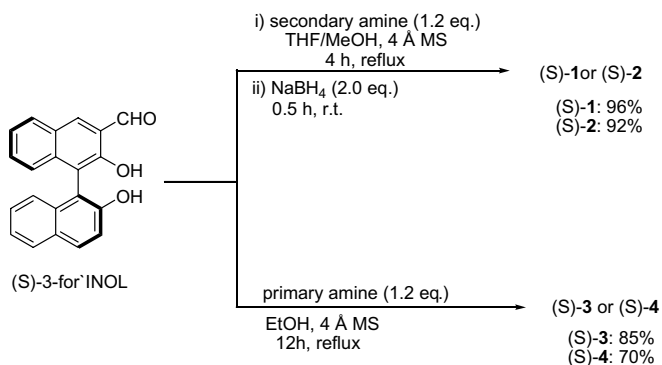 i) secondary amine (1.2 eq.)
THF/MeOH, 4 Å MS
4 h, reflux
ii) NaBH4 (2.0 eq.)
0.5 h, r.t.
(S)-1or (S)-2
(S)-1: 96%
(S)-2: 92%
CHO
OH
OH
(S)-3-for`INOL
primary amine (1.2 eq.)
EtOH, 4 Å MS
12h, reflux
(S)-3 or (S)-4
(S)-3: 85%
(S)-4: 70%